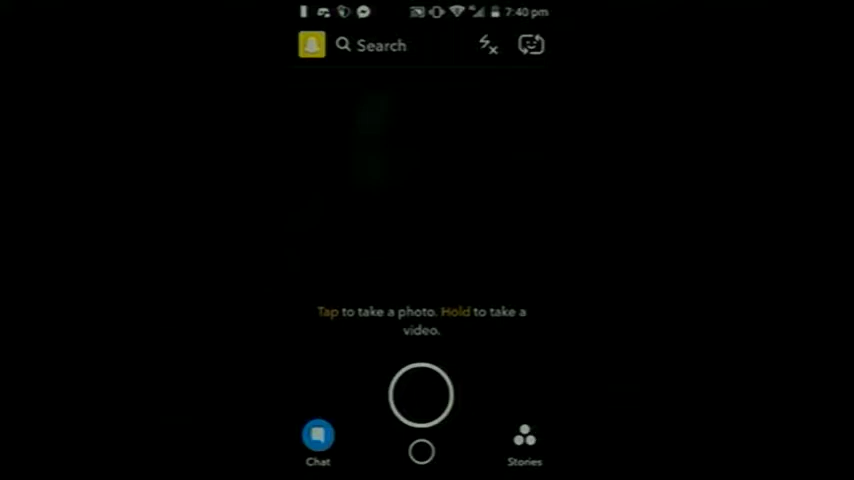 7:40 pm
Search
Tap to take a photo. Hold to take a
video.
Chat
Stories